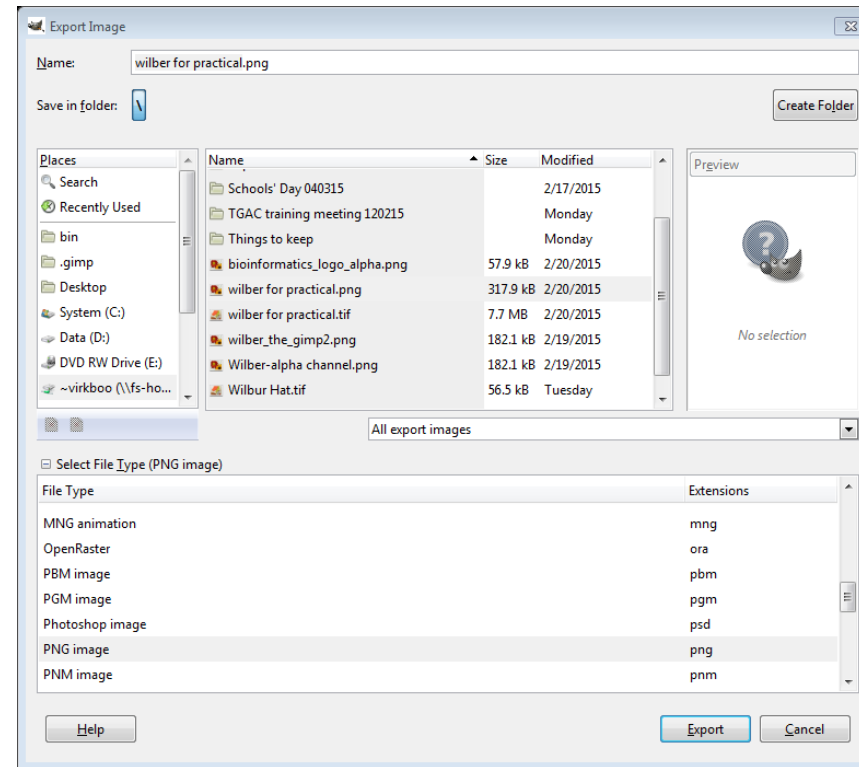 Export Image
Name: wilber for practical.png
Save in folder: \ Create Folder
Places Name Size Modified Preview
Search
Recently Used
bin
.gimp
Desktop
System (C:)
Data (D:)
DVD RW Drive (E:)
~virkboo (\\fs-ho...
Schools' Day 040315 2/17/2015
TGAC training meeting 120215 Monday
Things to keep Monday
bioinformatics_logo_alpha.png 57.9 kB 2/20/2015
wilber for practical.png 317.9 kB 2/20/2015
wilber for practical.tif 7.7 MB 2/20/2015
wilber_the_gimp2.png 182.1 kB 2/19/2015
Wilber-alpha channel.png 182.1 kB 2/19/2015
Wilbur Hat.tif 56.5 kB Tuesday
No selection
All export images
Select File Type (PNG image)
File Type Extensions
MNG animation mng
OpenRaster ora
PBM image pbm
PGM image pgm
Photoshop image psd
PNG image png
PNM image pnm
Help Export Cancel